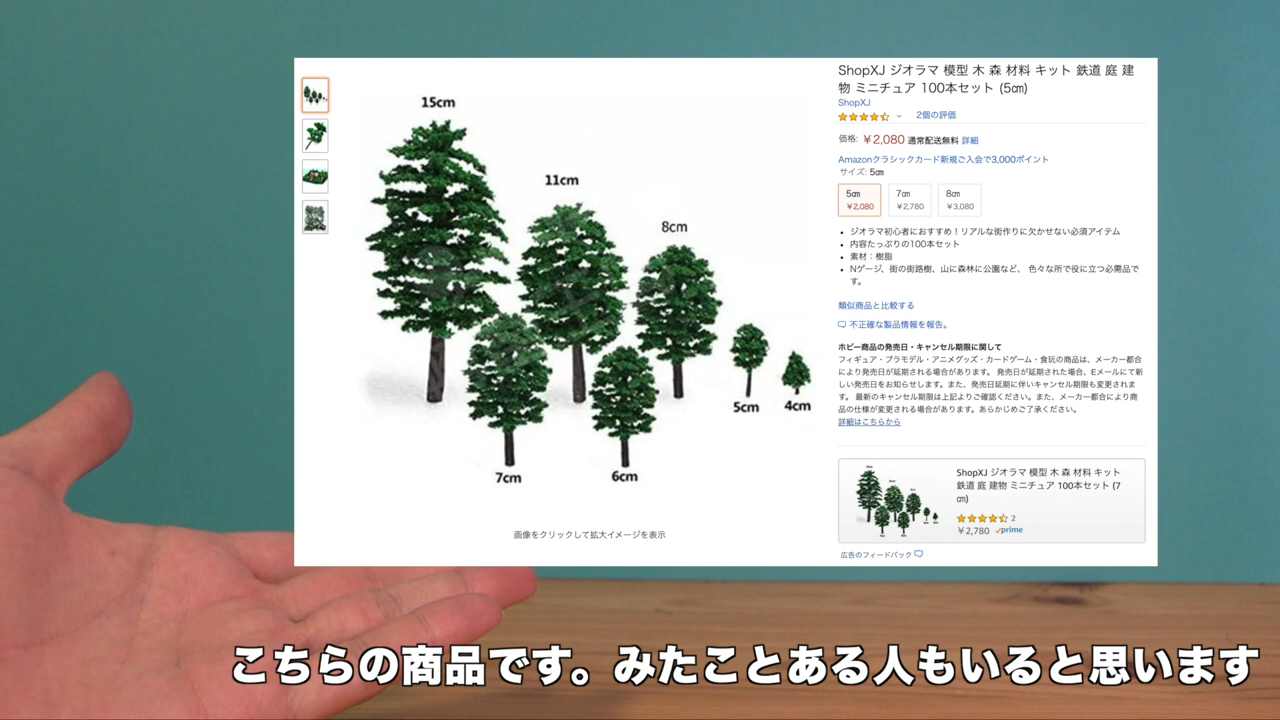 15cm
11cm
8cm
5cm
4cm
7cm
6cm
画像をクリックして拡大イメージを表示
ShopXJ ジオラマ 模型 木 森 材料 キット 鉄道 庭 建
物 ミニチュア 100本セット (5㎝)
ShopXJ
2個の評価
価格: ￥2,080 通常配送無料 詳細
Amazonクラシックカード新規ご入会で3,000ポイント
サイズ: 5㎝
5㎝ 7㎝ 8㎝
￥2,080 ￥2,780 ￥3,080
• ジオラマ初心者におすすめ！リアルな街作りに欠かせない必須アイテム
• 内容たっぷりの100本セット
• 素材：樹脂
• Nゲージ、街の街路樹、山に森林に公園など、 色々な所で役に立つ必需品で
す。
類似商品と比較する
不正確な製品情報を報告。
ホビー商品の発売日・キャンセル期限に関して
フィギュア・プラモデル・アニメグッズ・カードゲーム・食玩の商品は、メーカー都合
により発売日が延期される場合があります。 発売日が延期された場合、Eメールにて新
しい発売日をお知らせします。また、発売日延期に伴いキャンセル期限も変更されま
す。 最新のキャンセル期限は上記よりご確認ください。また、メーカー都合により商
品の仕様が変更される場合があります。あらかじめご了承ください。
詳細はこちらから
ShopXJ ジオラマ 模型 木 森 材料 キット
鉄道 庭 建物 ミニチュア 100本セット (7
㎝)
2
￥2,780 prime
広告のフィードバック
こちらの商品です。みたことある人もいると思います